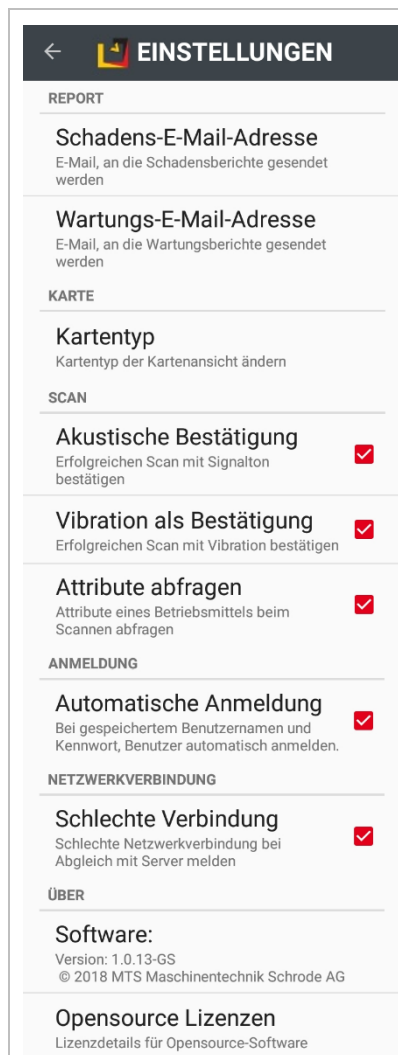 EINSTELLUNGEN
REPORT
Schadens-E-Mail-Adresse
E-Mail, an die Schadensberichte gesendet
werden
Wartungs-E-Mail-Adresse
E-Mail, an die Wartungsberichte gesendet
werden
KARTE
Kartentyp
Kartentyp der Kartenansicht ändern
SCAN
Akustische Bestätigung
Erfolgreichen Scan mit Signalton
bestätigen
Vibration als Bestätigung
Erfolgreichen Scan mit Vibration bestätigen
Attribute abfragen
Attribute eines Betriebsmittels beim
Scannen abfragen
ANMELDUNG
Automatische Anmeldung
Bei gespeichertem Benutzernamen und
Kennwort, Benutzer automatisch anmelden.
NETZWERKVERBINDUNG
Schlechte Verbindung
Schlechte Netzwerkverbindung bei
Abgleich mit Server melden
ÜBER
Software:
Version: 1.0.13-GS
© 2018 MTS Maschinentechnik Schrode AG
Opensource Lizenzen
Lizenzdetails für Opensource-Software